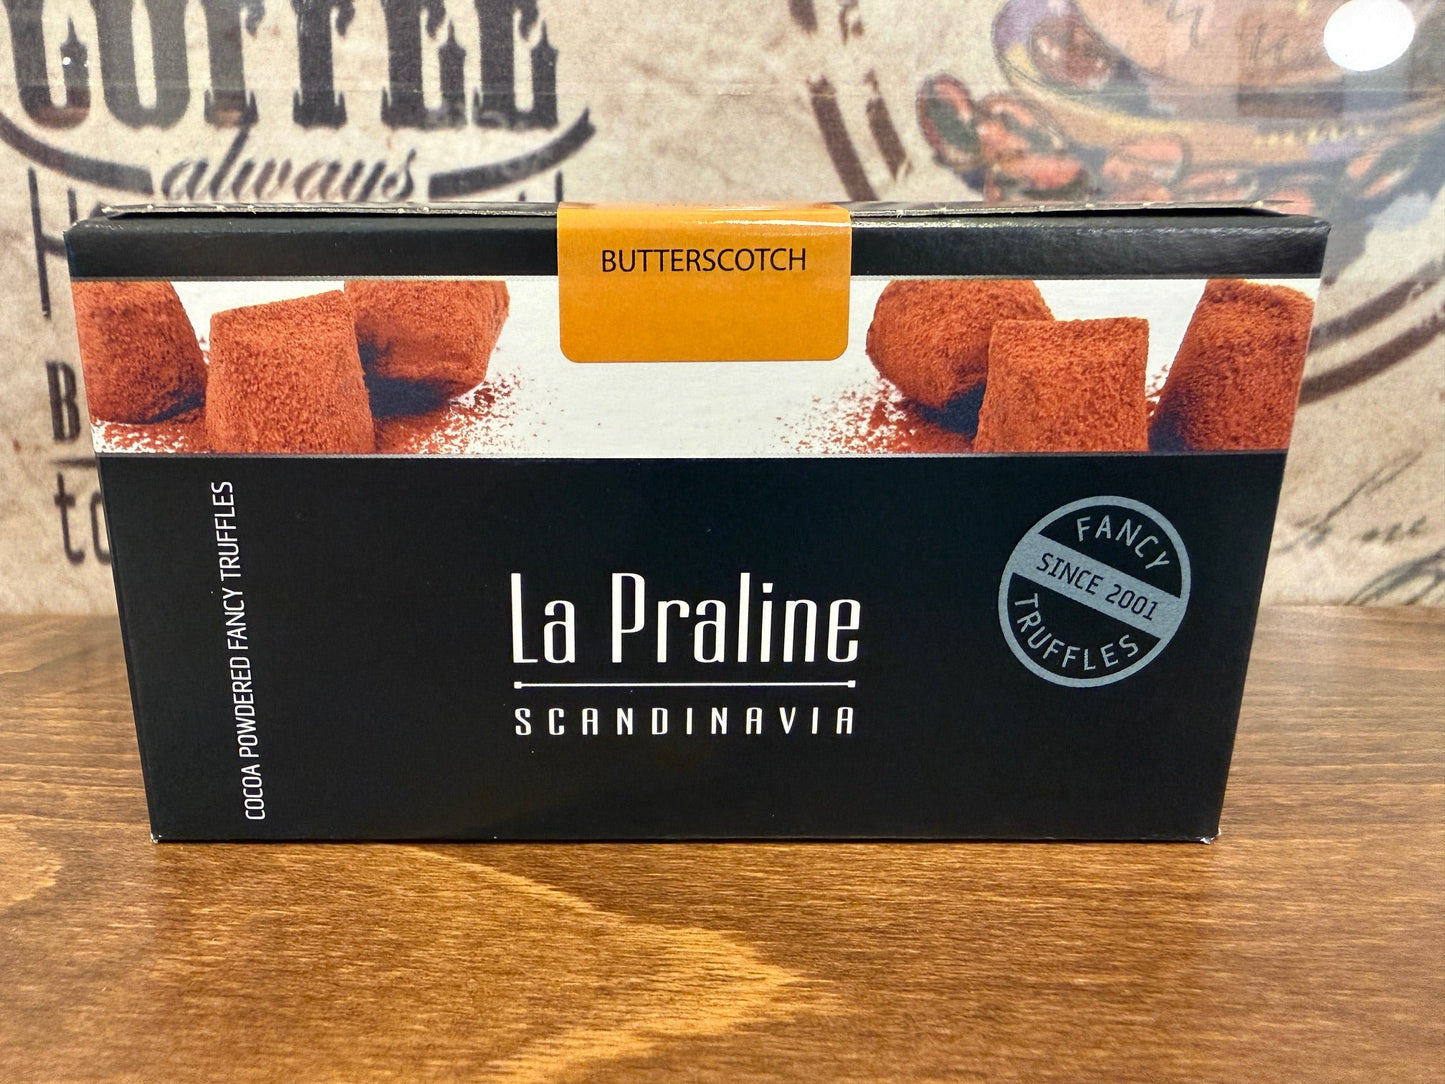 COFFEE
always
BUTTERSCOTCH
COCOA POWDERED FANCY TRUFFLES
La Praline
SCANDINAVIA
FANCY
SINCE 2001
TRUFFLES